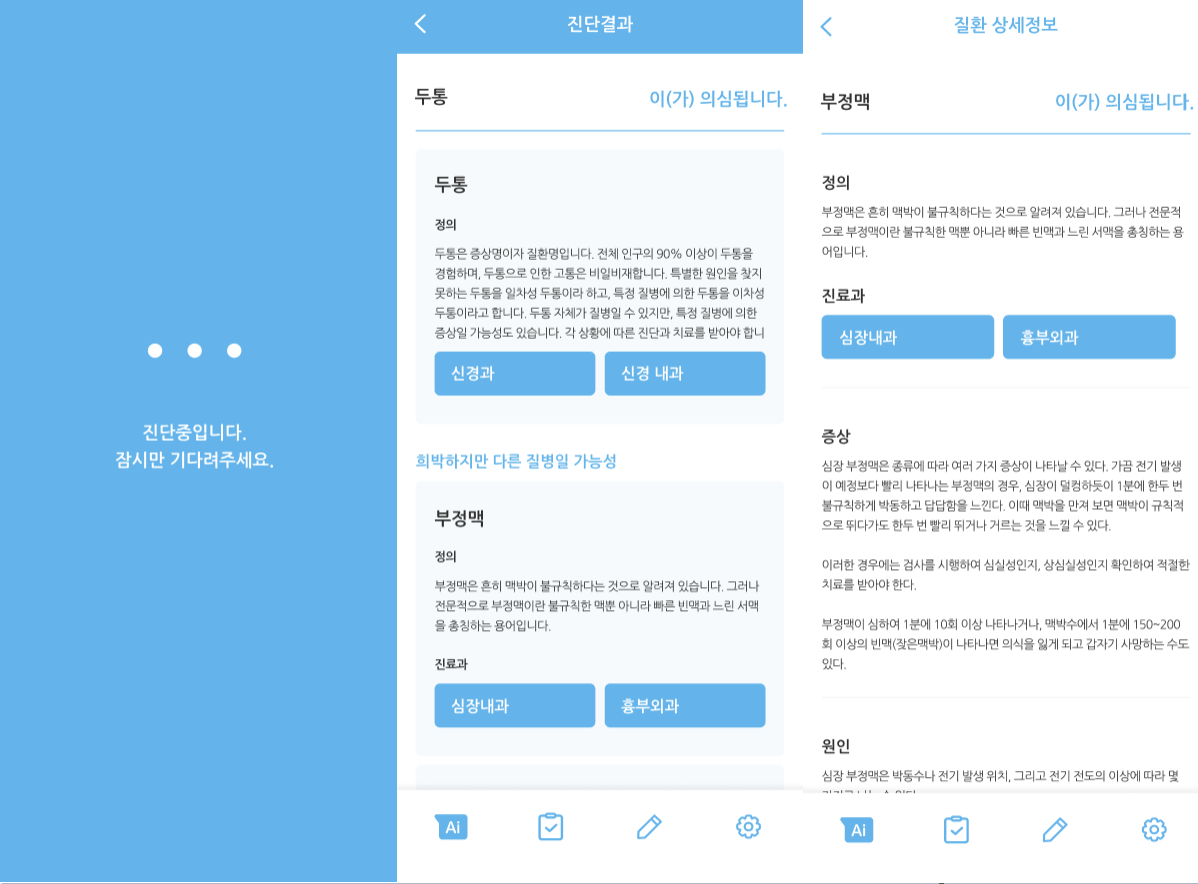 진단중입니다.
잠시만 기다려주세요.
진단결과
두통
이(가) 의심됩니다.
두통
정의
두통은 증상명이자 질환명입니다. 전체 인구의 90% 이상이 두통을
경험하며, 두통으로 인한 고통은 비일비재합니다. 특별한 원인을 찾지
못하는 두통을 일차성 두통이라 하고, 특정 질병에 의한 두통을 이차성
두통이라고 합니다. 두통 자체가 질병일 수 있지만, 특정 질병에 의한
증상일 가능성도 있습니다. 각 상황에 따른 진단과 치료를 받아야 합니
신경과
신경 내과
희박하지만 다른 질병일 가능성
부정맥
정의
부정맥은 흔히 맥박이 불규칙하다는 것으로 알려져 있습니다. 그러나
전문적으로 부정맥이란 불규칙한 맥뿐 아니라 빠른 빈맥과 느린 서맥
을 총칭하는 용어입니다.
진료과
심장내과
흉부외과
Ai
질환 상세정보
부정맥
이(가) 의심됩니다.
정의
부정맥은 흔히 맥박이 불규칙하다는 것으로 알려져 있습니다. 그러나 전문적
으로 부정맥이란 불규칙한 맥뿐 아니라 빠른 빈맥과 느린 서맥을 총칭하는 용
어입니다.
진료과
심장내과
흉부외과
증상
심장 부정맥은 종류에 따라 여러 가지 증상이 나타날 수 있다. 가끔 전기 발생
이 예정보다 빨리 나타나는 부정맥의 경우, 심장이 덜컹하듯이 1분에 한두 번
불규칙하게 박동하고 답답함을 느낀다. 이때 맥박을 만져 보면 맥박이 규칙적
으로 뛰다가도 한두 번 빨리 뛰거나 거르는 것을 느낄 수 있다.
이러한 경우에는 검사를 시행하여 심실성인지, 상심실성인지 확인하여 적절한
치료를 받아야 한다.
부정맥이 심하여 1분에 10회 이상 나타나거나, 맥박수에서 1분에 150~200
회 이상의 빈맥(잦은맥박)이 나타나면 의식을 잃게 되고 갑자기 사망하는 수도
있다.
원인
심장 부정맥은 박동수나 전기 발생 위치, 그리고 전기 전도의 이상에 따라 몇
Ai